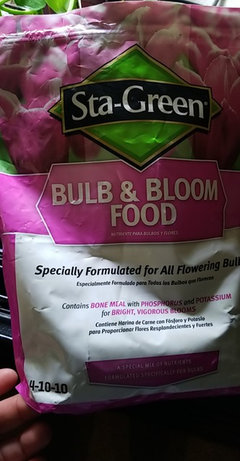 Sta-Green
BULB & BLOOM
FOOD
NUTRIENTE PARA BULBOS Y FLORES
Specially Formulated for All Flowering Bul
Especialmente Formulado para Todos los Bulbos que Florecen
Contains BONE MEAL with PHOSPHORUS and POTASSIUM
for BRIGHT, VIGOROUS BLOOMS
Contiene Harina de Carne con Fósforo y Potasio
para Proporcionar Flores Resplandecientes y Fuertes
A SPECIAL MIX OF NUTRIENTS
FORMULATED SPECIFICALLY FOR BULBS
4-10-10